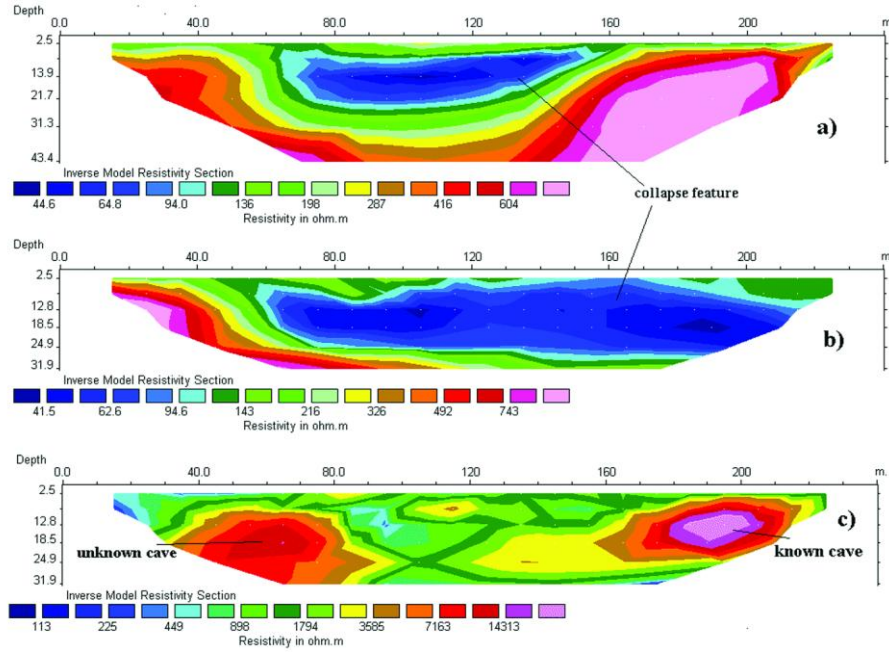 Depth
0.0 40.0 80.0 120 160 200 m.
2.5
13.9
21.7
31.3
43.4
a)
Inverse Model Resistivity Section
44.6 64.8 94.0 136 198 287 416 604
Resistivity in ohm.m
collapse feature
Depth
0.0 40.0 80.0 120 160 200 m.
2.5
12.8
18.5
24.9
31.9
b)
Inverse Model Resistivity Section
41.5 62.6 94.6 143 216 326 492 743
Resistivity in ohm.m
Depth
0.0 40.0 80.0 120 160 200 m.
2.5
12.8
18.5
24.9
31.9
c)
unknown cave
known cave
Inverse Model Resistivity Section
113 225 449 898 1794 3585 7163 14313
Resistivity in ohm.m